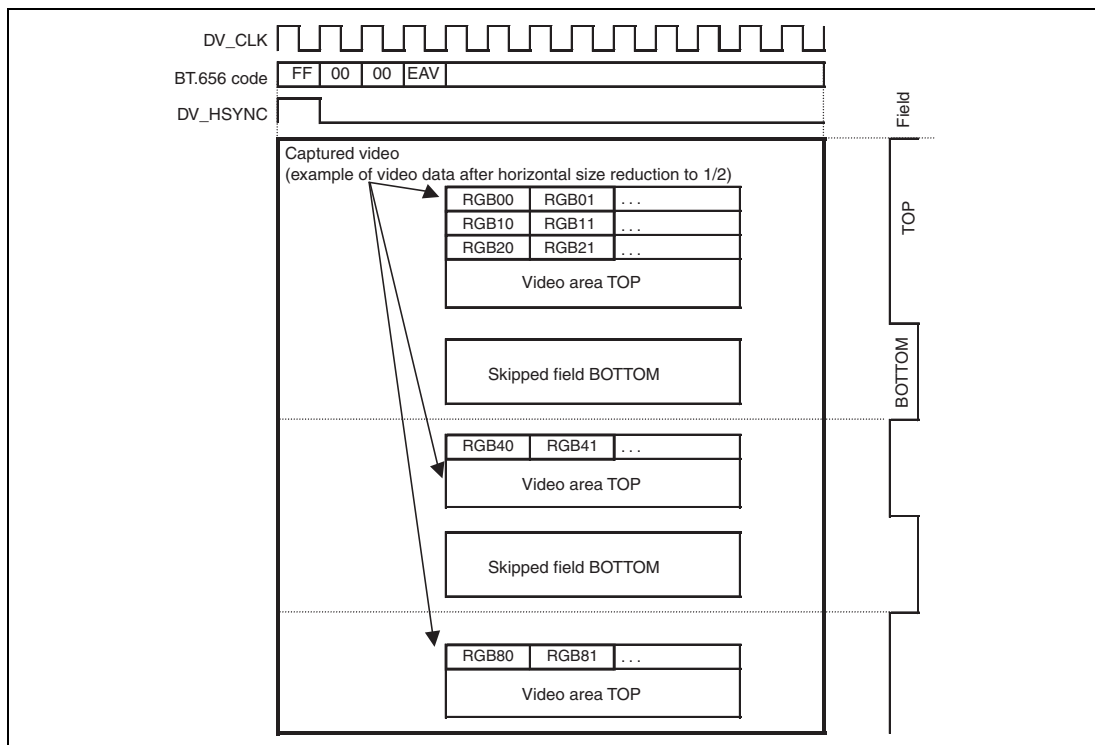 DV_CLK
BT.656 code FF 00 00 EAV
DV_HSYNC
Field
Captured video
(example of video data after horizontal size reduction to 1/2)
RGB00 RGB01 . . .
RGB10 RGB11 . . .
RGB20 RGB21 . . .
Video area TOP
TOP
Skipped field BOTTOM
BOTTOM
RGB40 RGB41 . . .
Video area TOP
Skipped field BOTTOM
RGB80 RGB81 . . .
Video area TOP